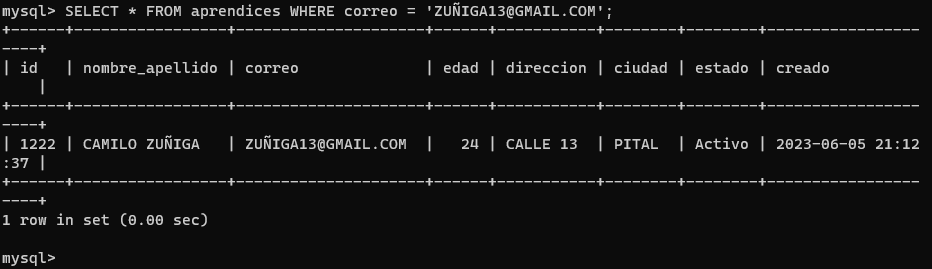 mysql> SELECT * FROM aprendices WHERE correo = 'ZUÑIGA13@GMAIL.COM';
+------+-----------------+---------------------+------+-----------+--------+--------+-----------------
----+
| id   | nombre_apellido | correo              | edad | direccion | ciudad | estado | creado
    |
+------+-----------------+---------------------+------+-----------+--------+--------+-----------------
----+
| 1222 | CAMILO ZUÑIGA   | ZUÑIGA13@GMAIL.COM  |   24 | CALLE 13  | PITAL  | Activo | 2023-06-05 21:12
:37 |
+------+-----------------+---------------------+------+-----------+--------+--------+-----------------
----+
1 row in set (0.00 sec)
mysql>